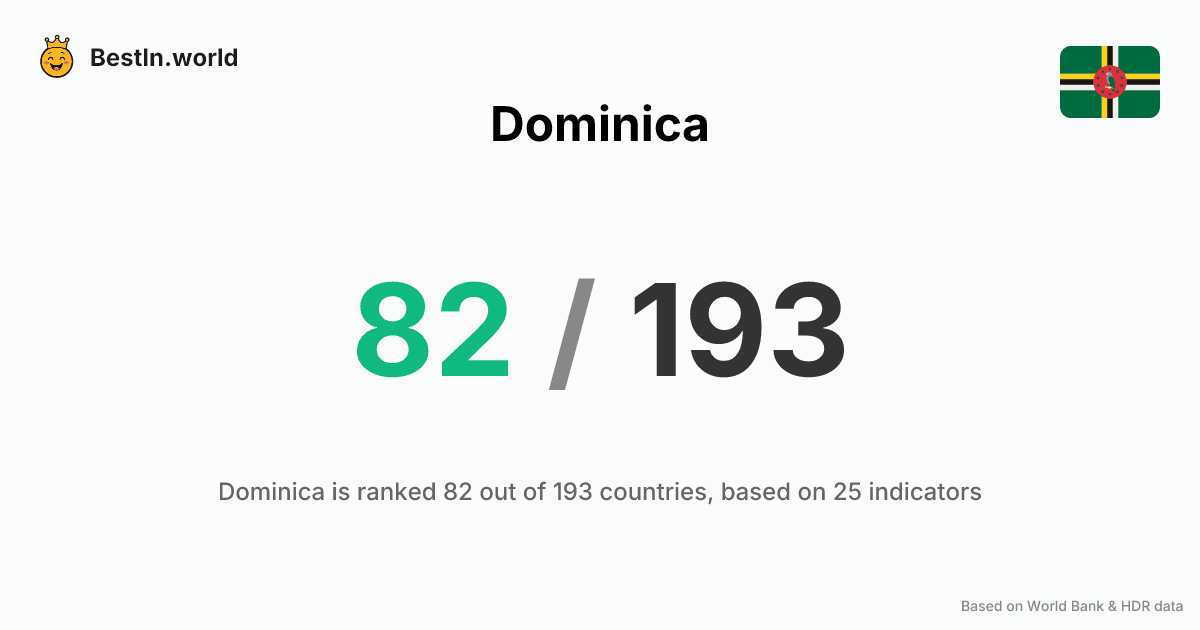 BestIn.world
Dominica
82 / 193
Dominica is ranked 82 out of 193 countries, based on 25 indicators
Based on World Bank & HDR data